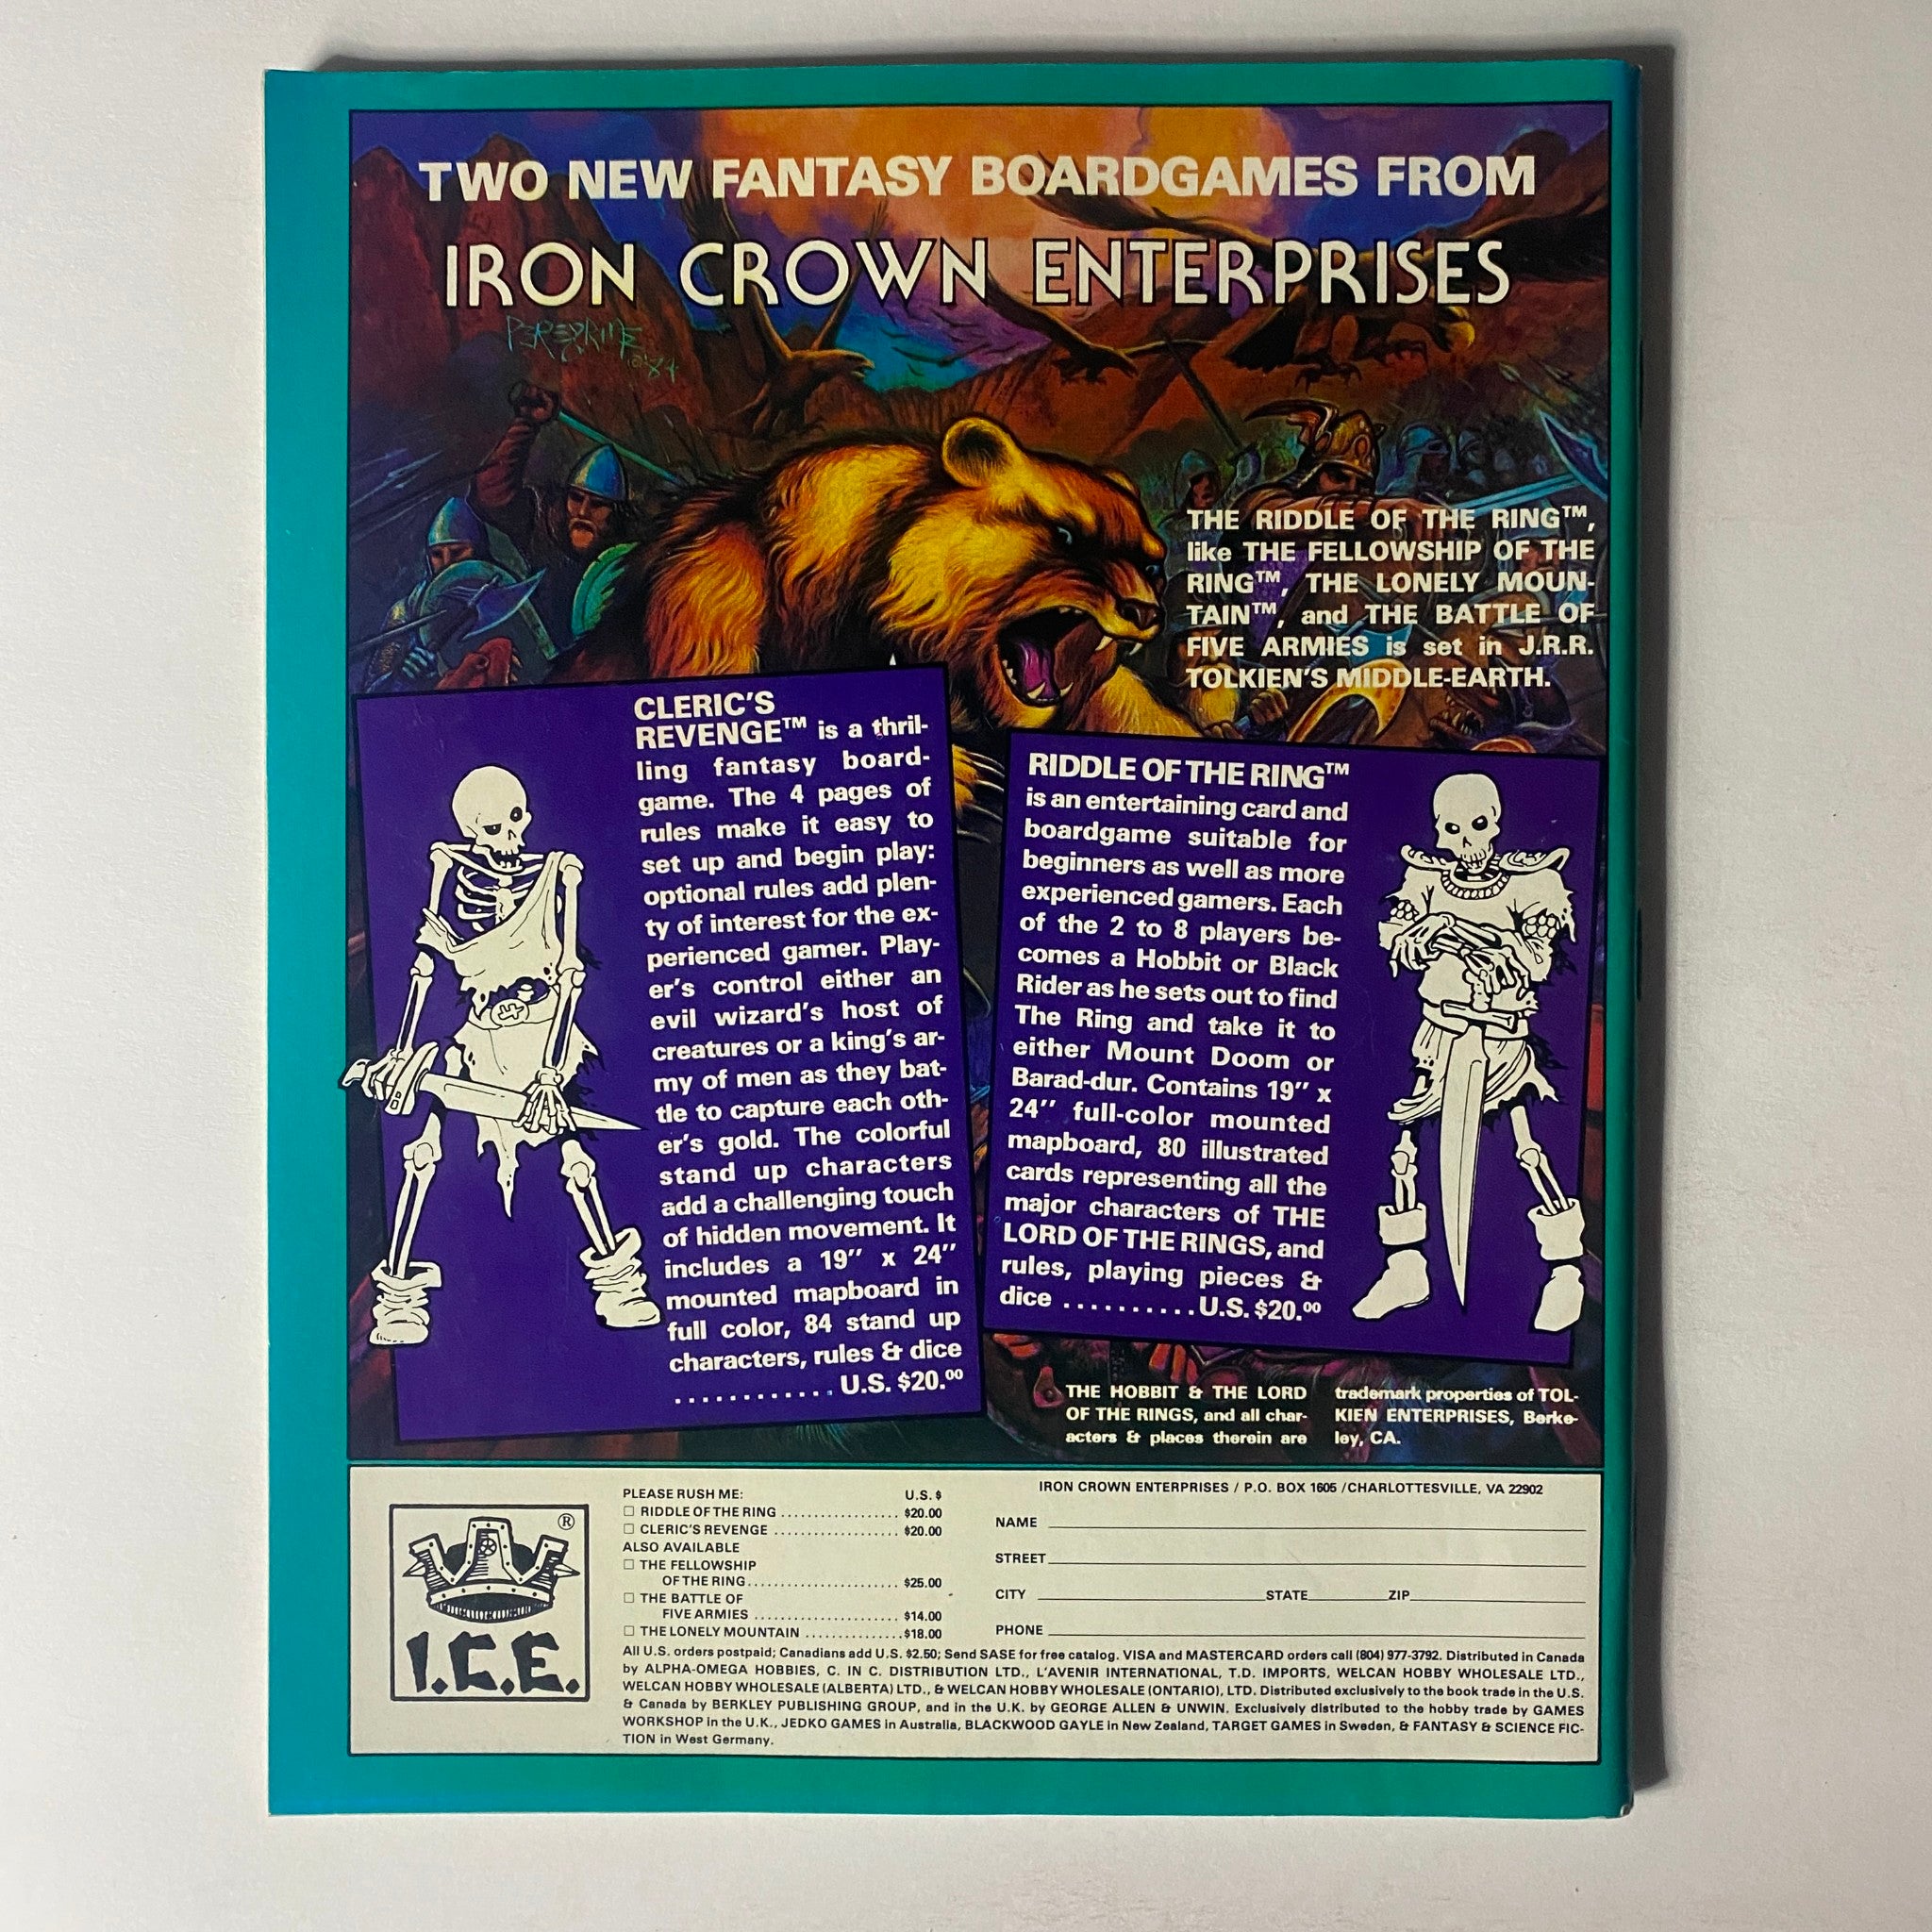 TWO NEW FANTASY BOARDGAMES FROM
IRON CROWN ENTERPRISES
PEREGRINE
©'84
THE RIDDLE OF THE RING™,
like THE FELLOWSHIP OF THE
RING™, THE LONELY MOUN-
TAIN™, and THE BATTLE OF
FIVE ARMIES is set in J.R.R.
TOLKIEN'S MIDDLE-EARTH.
CLERIC'S
REVENGE™ is a thril-
ling fantasy board-
game. The 4 pages of
rules make it easy to
set up and begin play:
optional rules add plen-
ty of interest for the ex-
perienced gamer. Play-
er's control either an
evil wizard's host of
creatures or a king's ar-
my of men as they bat-
tle to capture each oth-
er's gold. The colorful
stand up characters
add a challenging touch
of hidden movement. It
includes a 19″ x 24″
mounted mapboard in
full color, 84 stand up
characters, rules & dice
............ U.S. $20.00
RIDDLE OF THE RING™
is an entertaining card and
boardgame suitable for
beginners as well as more
experienced gamers. Each
of the 2 to 8 players be-
comes a Hobbit or Black
Rider as he sets out to find
The Ring and take it to
either Mount Doom or
Barad-dur. Contains 19″ x
24″ full-color mounted
mapboard, 80 illustrated
cards representing all the
major characters of THE
LORD OF THE RINGS, and
rules, playing pieces &
dice ..........U.S. $20.00
THE HOBBIT & THE LORD
OF THE RINGS, and all char-
acters & places therein are
trademark properties of TOL-
KIEN ENTERPRISES, Berke-
ley, CA.
®
I.C.E.
PLEASE RUSH ME: U.S. $
☐ RIDDLE OF THE RING .................. $20.00
☐ CLERIC'S REVENGE .................. $20.00
ALSO AVAILABLE
☐ THE FELLOWSHIP
OF THE RING....................... $25.00
☐ THE BATTLE OF
FIVE ARMIES ..................... $14.00
☐ THE LONELY MOUNTAIN ..............$18.00
IRON CROWN ENTERPRISES / P.O. BOX 1605 /CHARLOTTESVILLE, VA 22902
NAME
STREET
CITY STATE ZIP
PHONE
All U.S. orders postpaid; Canadians add U.S. $2.50; Send SASE for free catalog. VISA and MASTERCARD orders call (804) 977-3792. Distributed in Canada
by ALPHA-OMEGA HOBBIES, C. IN C. DISTRIBUTION LTD., L'AVENIR INTERNATIONAL, T.D. IMPORTS, WELCAN HOBBY WHOLESALE LTD.,
WELCAN HOBBY WHOLESALE (ALBERTA) LTD., & WELCAN HOBBY WHOLESALE (ONTARIO), LTD. Distributed exclusively to the book trade in the U.S.
& Canada by BERKLEY PUBLISHING GROUP, and in the U.K. by GEORGE ALLEN & UNWIN. Exclusively distributed to the hobby trade by GAMES
WORKSHOP in the U.K., JEDKO GAMES in Australia, BLACKWOOD GAYLE in New Zealand, TARGET GAMES in Sweden, & FANTASY & SCIENCE FIC-
TION in West Germany.